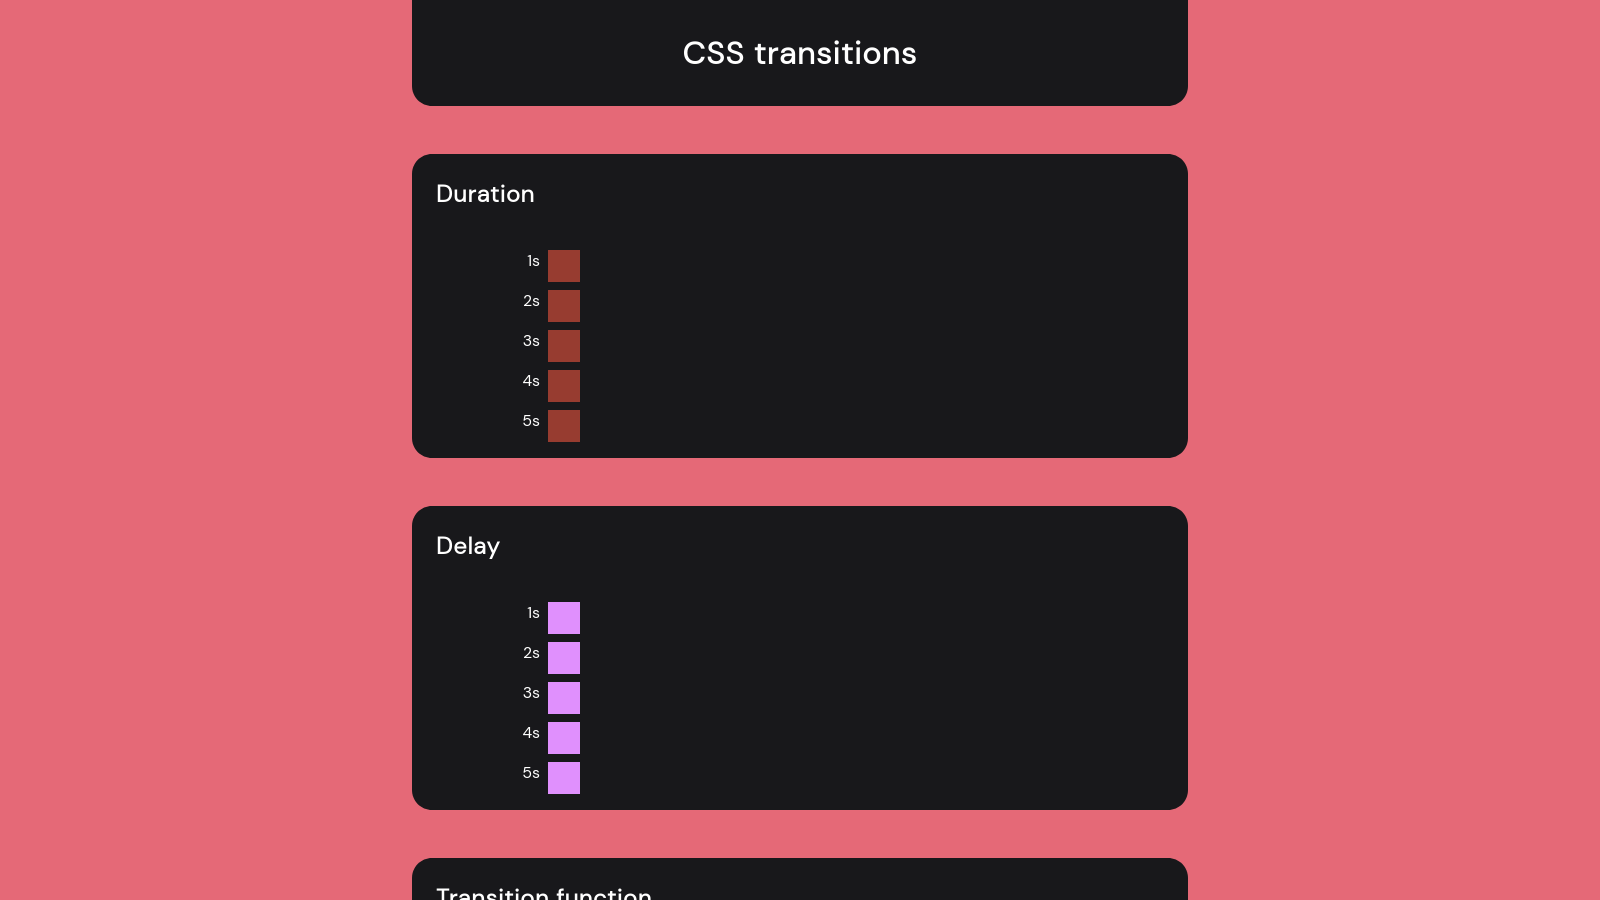 CSS transitions
Duration
1s
2s
3s
4s
5s
Delay
1s
2s
3s
4s
5s
Transition function